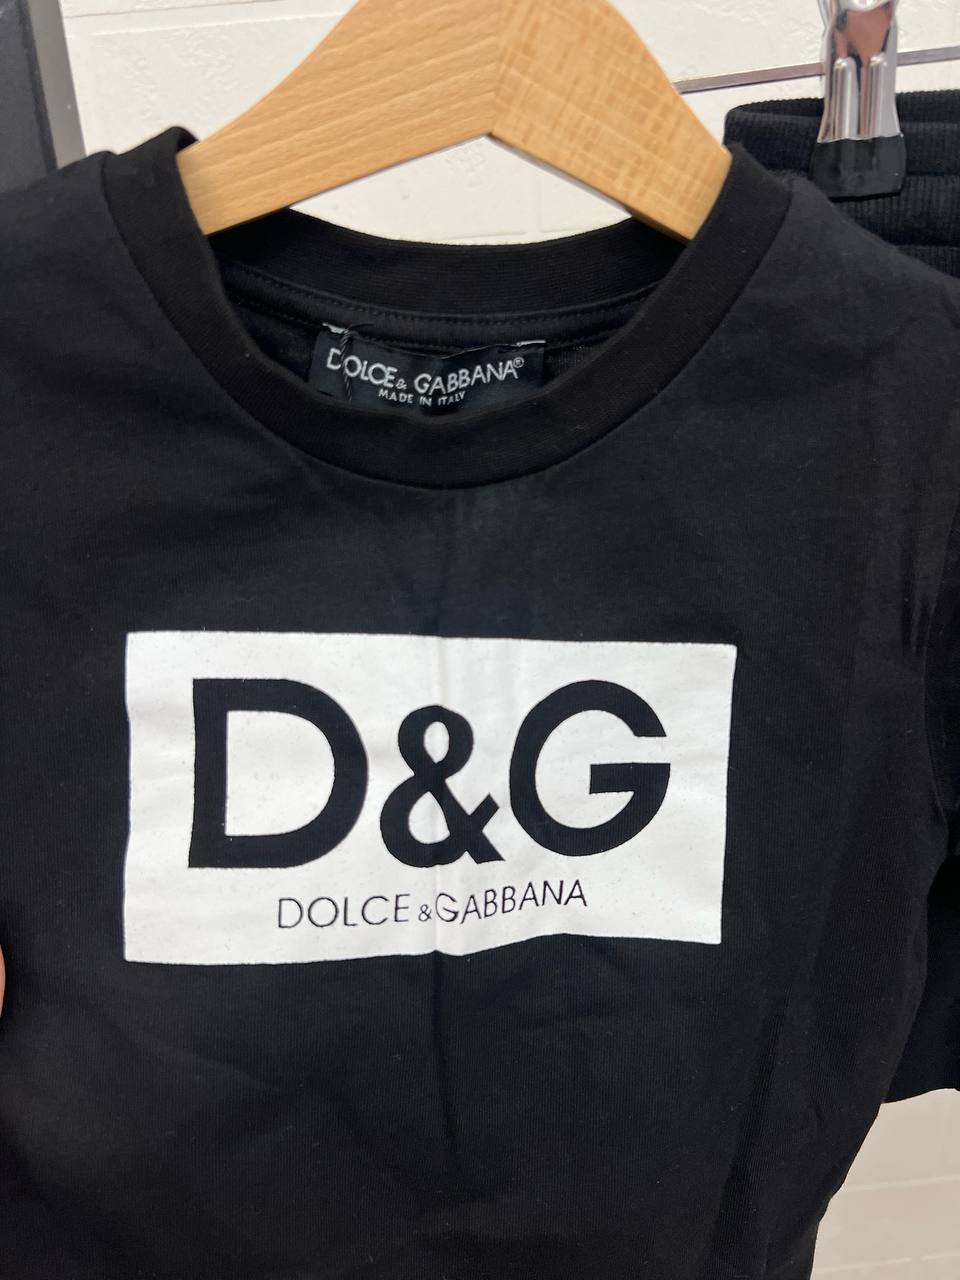 DOLCE & GABBANA®
MADE IN ITALY
D&G
DOLCE & GABBANA